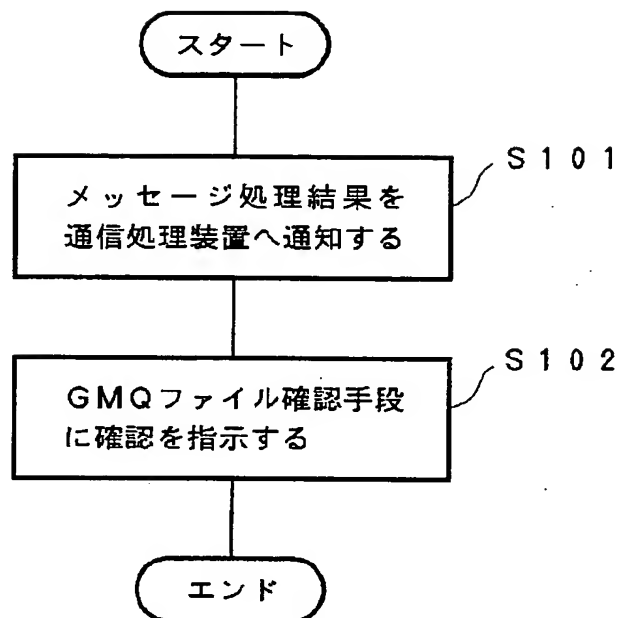 スタート
S101
メッセージ処理結果を
通信処理装置へ通知する
S102
GMQファイル確認手段
に確認を指示する
エンド